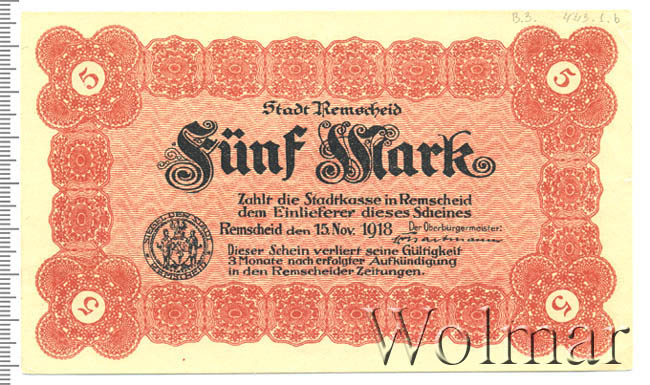 B.3. 443.1.b
5 5
Stadt Remscheid
Fünf Mark
Zahlt die Stadtkasse in Remscheid
dem Einlieferer dieses Scheines
Remscheid den 15 Nov. 1918 Der Oberbürgermeister:
Dieser Schein verliert seine Gültigkeit
3 Monate nach erfolgter Aufkündigung
in den Remscheider Zeitungen.
5 5
Wolmar